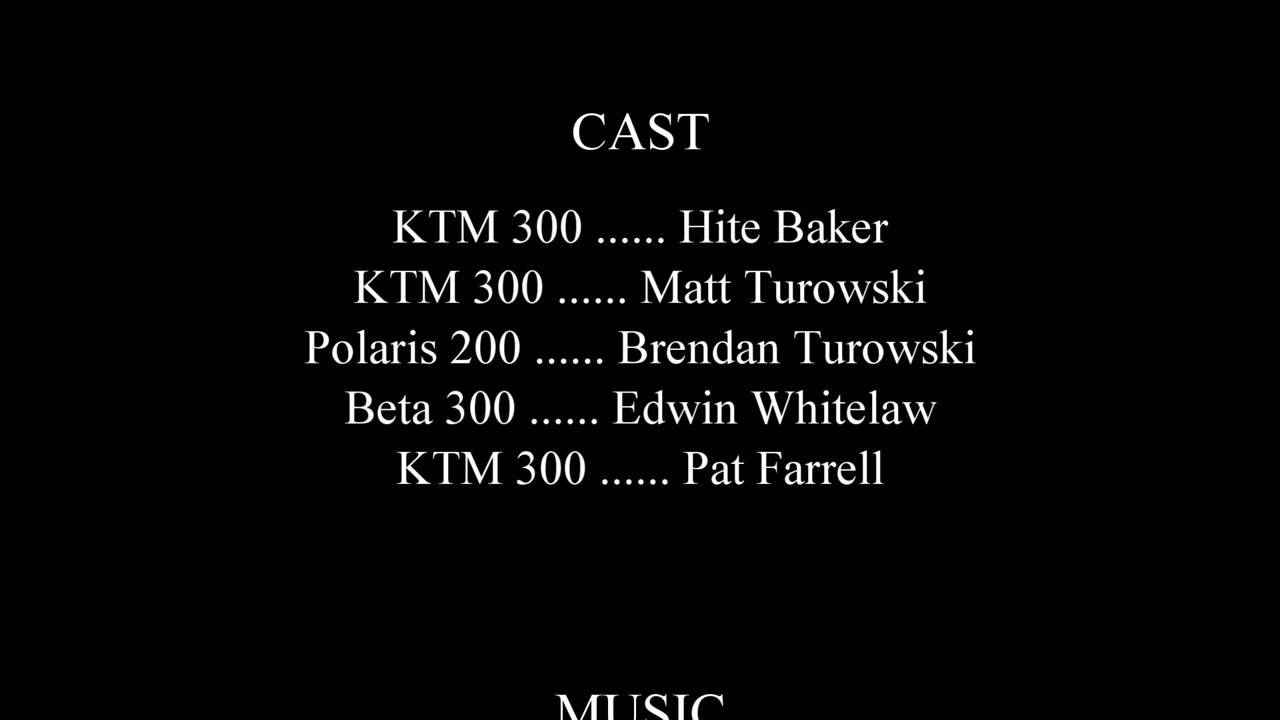 CAST
KTM 300 ...... Hite Baker
KTM 300 ...... Matt Turowski
Polaris 200 ...... Brendan Turowski
Beta 300 ...... Edwin Whitelaw
KTM 300 ...... Pat Farrell
MUSIC